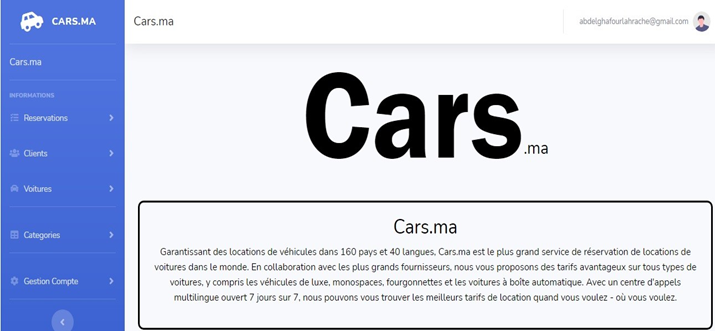 CARS.MA
Cars.ma
abdelghafourlahrache@gmail.com
Cars.ma
INFORMATIONS
Reservations
Clients
Voitures
Categories
Gestion Compte
Cars.ma
Cars.ma
Garantissant des locations de véhicules dans 160 pays et 40 langues, Cars.ma est le plus grand service de réservation de locations de
voitures dans le monde. En collaboration avec les plus grands fournisseurs, nous vous proposons des tarifs avantageux sur tous types de
voitures, y compris les véhicules de luxe, monospaces, fourgonnettes et les voitures à boîte automatique. Avec un centre d'appels
multilingue ouvert 7 jours sur 7, nous pouvons vous trouver les meilleurs tarifs de location quand vous voulez - où vous voulez.